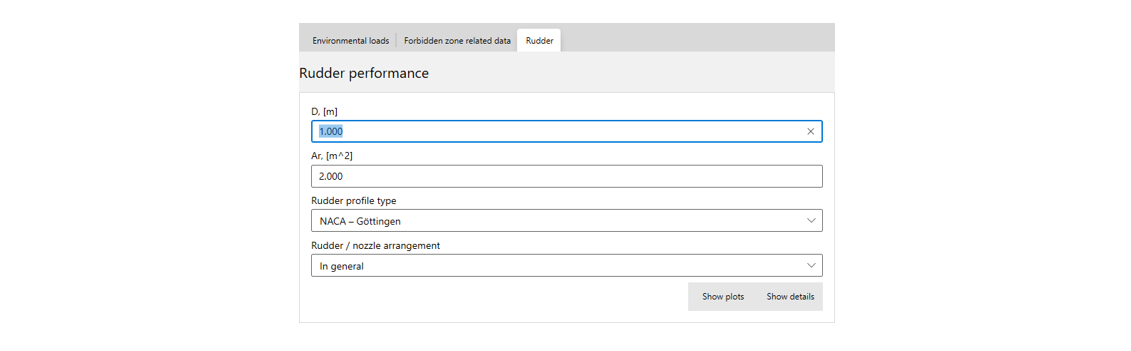 Environmental loads Forbidden zone related data Rudder
Rudder performance
D, [m]
1.000
Ar, [m^2]
2.000
Rudder profile type
NACA – Göttingen
Rudder / nozzle arrangement
In general
Show plots Show details